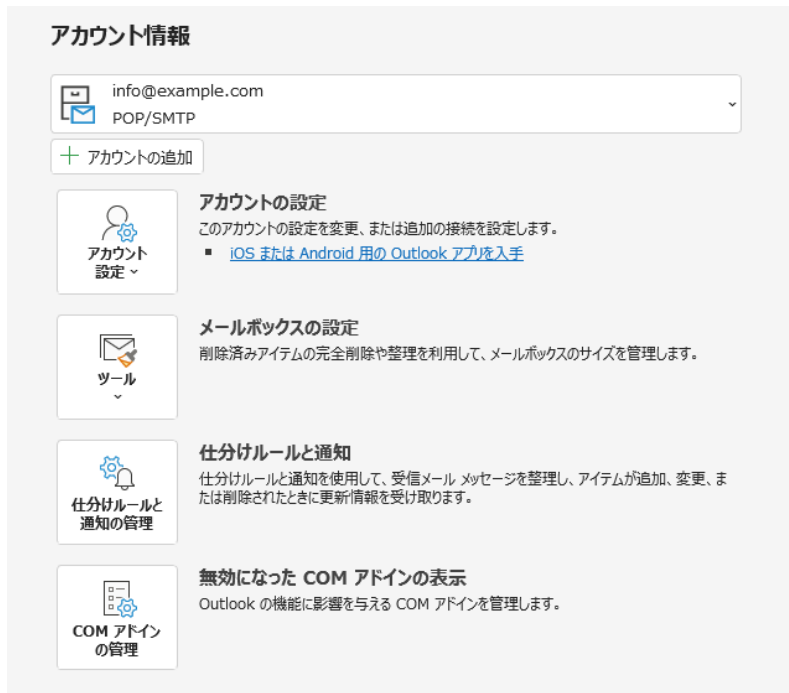 アカウント情報
info@example.com
POP/SMTP
アカウントの追加
アカウント
設定
アカウントの設定
このアカウントの設定を変更、または追加の接続を設定します。
iOS または Android 用の Outlook アプリを入手
ツール
メールボックスの設定
削除済みアイテムの完全削除や整理を利用して、メールボックスのサイズを管理します。
仕分けルールと
通知の管理
仕分けルールと通知
仕分けルールと通知を使用して、受信メール メッセージを整理し、アイテムが追加、変更、ま
たは削除されたときに更新情報を受け取ります。
COM アドイン
の管理
無効になった COM アドインの表示
Outlook の機能に影響を与える COM アドインを管理します。